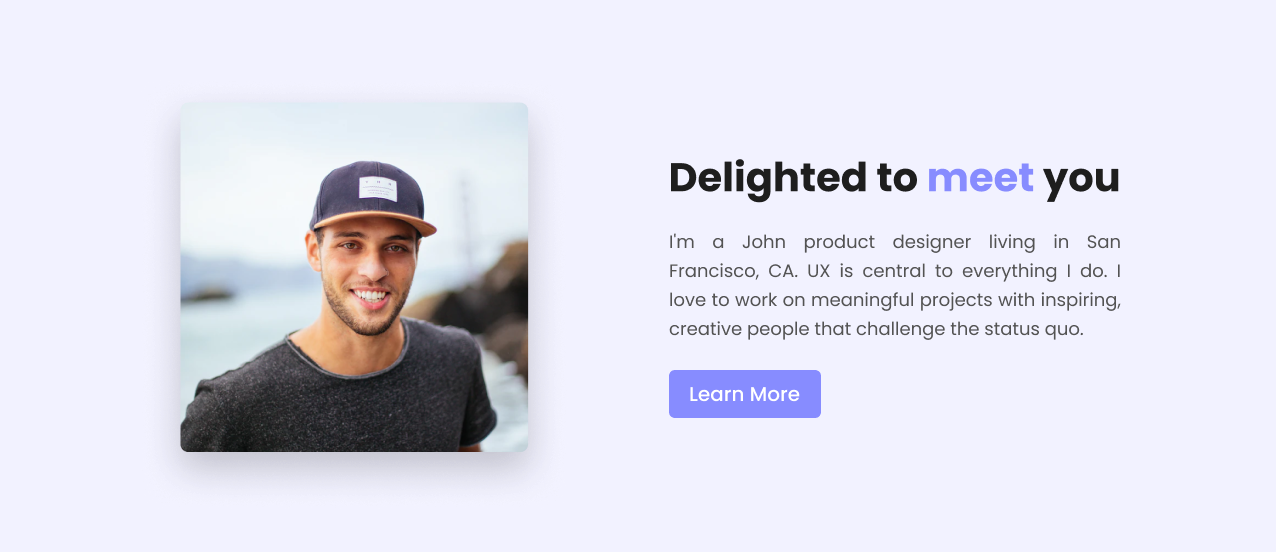 Delighted to meet you
I'm a John product designer living in San
Francisco, CA. UX is central to everything I do. I
love to work on meaningful projects with inspiring,
creative people that challenge the status quo.
Learn More